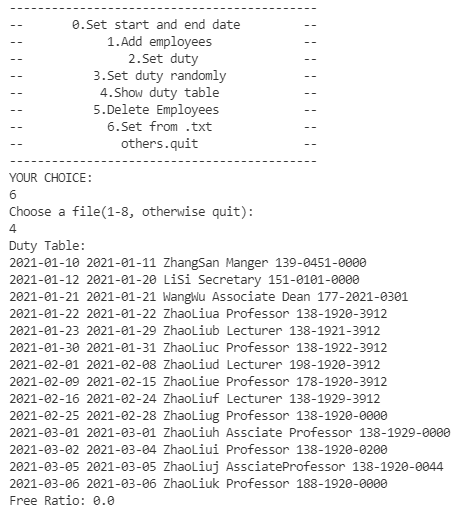 -----------------------------------------
-- 0.Set start and end date --
-- 1.Add employees --
-- 2.Set duty --
-- 3.Set duty randomly --
-- 4.Show duty table --
-- 5.Delete Employees --
-- 6.Set from .txt --
-- others.quit --
-----------------------------------------
YOUR CHOICE:
6
Choose a file(1-8, otherwise quit):
4
Duty Table:
2021-01-10 2021-01-11 ZhangSan Manger 139-0451-0000
2021-01-12 2021-01-20 LiSi Secretary 151-0101-0000
2021-01-21 2021-01-21 WangWu Associate Dean 177-2021-0301
2021-01-22 2021-01-22 ZhaoLiua Professor 138-1920-3912
2021-01-23 2021-01-29 ZhaoLiub Lecturer 138-1921-3912
2021-01-30 2021-01-31 ZhaoLiuc Professor 138-1922-3912
2021-02-01 2021-02-08 ZhaoLiud Lecturer 198-1920-3912
2021-02-09 2021-02-15 ZhaoLiue Professor 178-1920-3912
2021-02-16 2021-02-24 ZhaoLiuf Lecturer 138-1929-3912
2021-02-25 2021-02-28 ZhaoLiug Professor 138-1920-0000
2021-03-01 2021-03-01 ZhaoLiuh Assciate Professor 138-1929-0000
2021-03-02 2021-03-04 ZhaoLiui Professor 138-1920-0200
2021-03-05 2021-03-05 ZhaoLiuj AssciateProfessor 138-1920-0044
2021-03-06 2021-03-06 ZhaoLiuk Professor 188-1920-0000
Free Ratio: 0.0